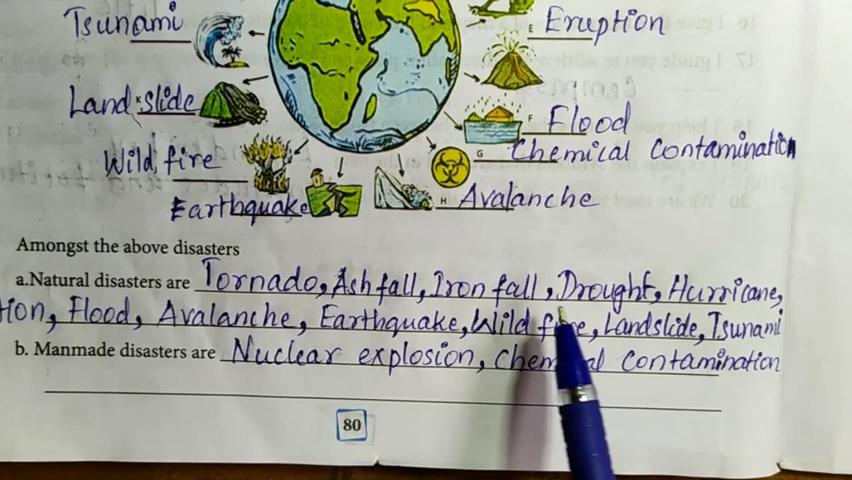 Tsunami
E Eruption
Land slide
F Flood
G Chemical Contamination
Wild fire
Earthquake
H Avalanche
Amongst the above disasters
a.Natural disasters are Tornado, Ash fall, Iron fall, Drought, Hurricane,
tion, Flood, Avalanche, Earthquake, Wild fire, Landslide, Tsunami
b. Manmade disasters are Nuclear explosion, Chemical Contamination
80